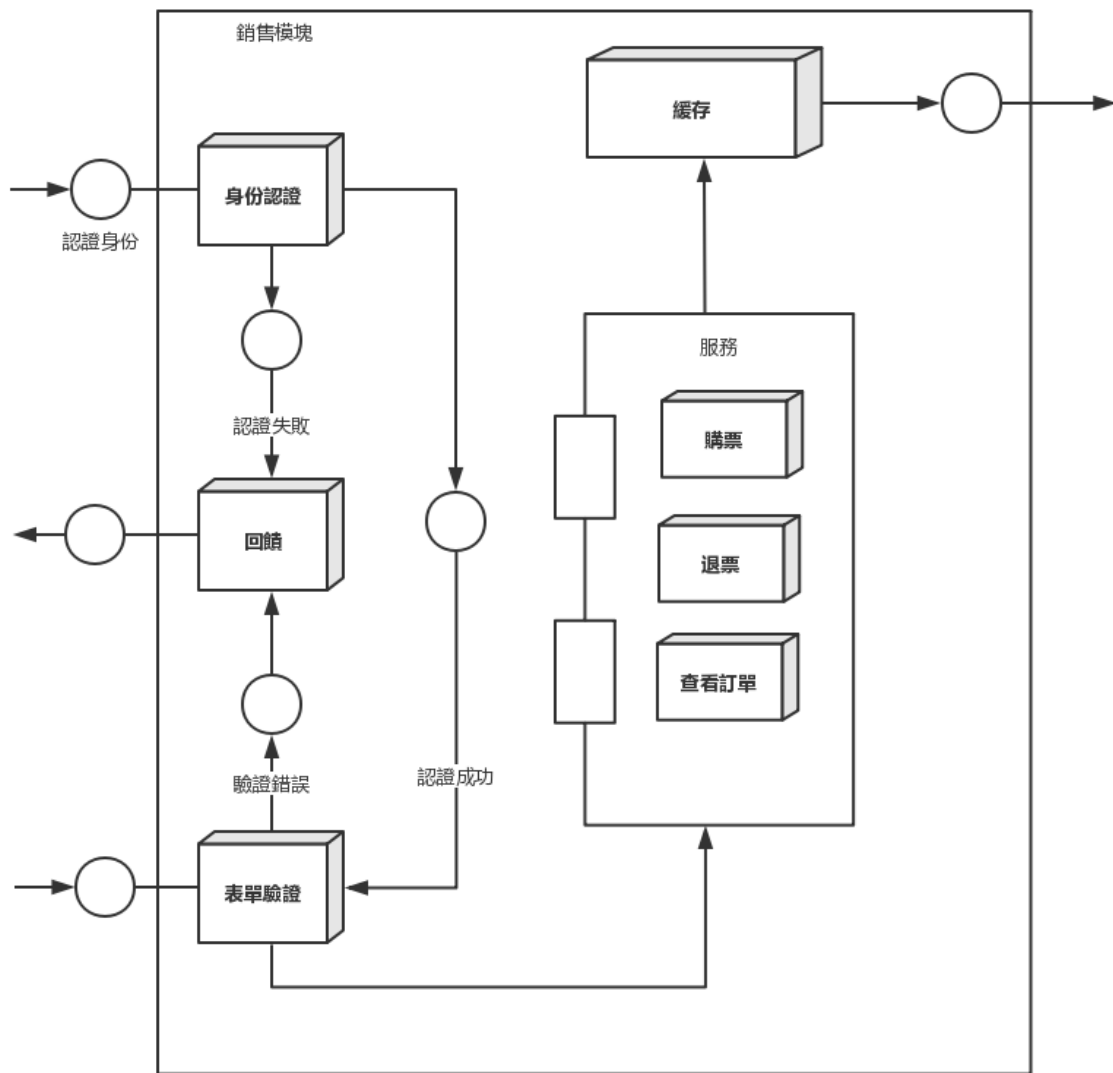 銷售模塊
緩存
身份認證
認證身份
服務
購票
認證失敗
回饋
退票
查看訂單
驗證錯誤
認證成功
表單驗證